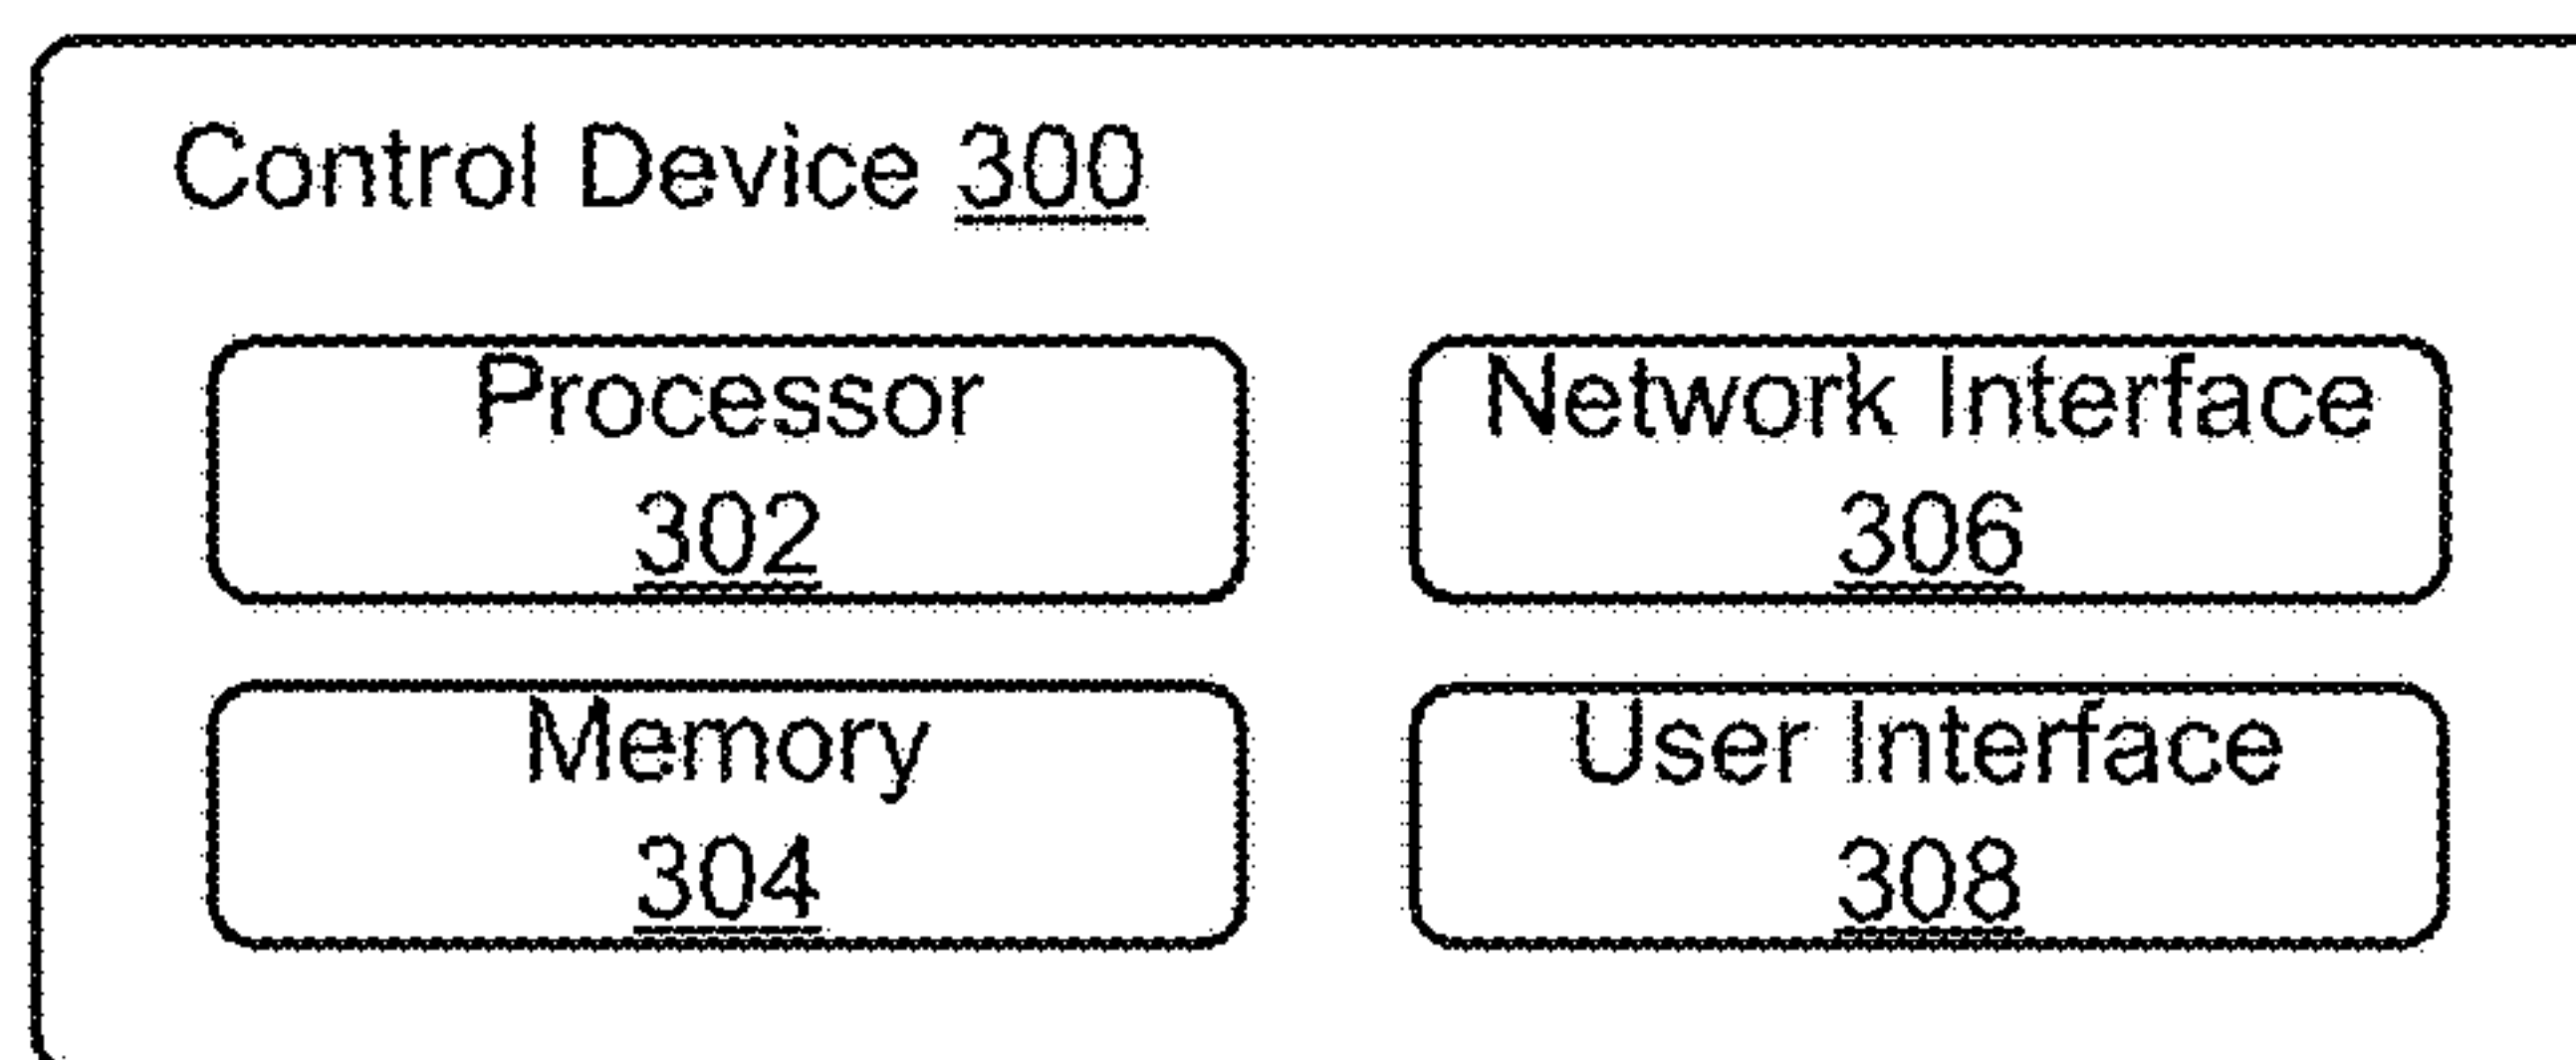 Control Device 300
Processor
302
Network Interface
306
Memory
304
User Interface
308